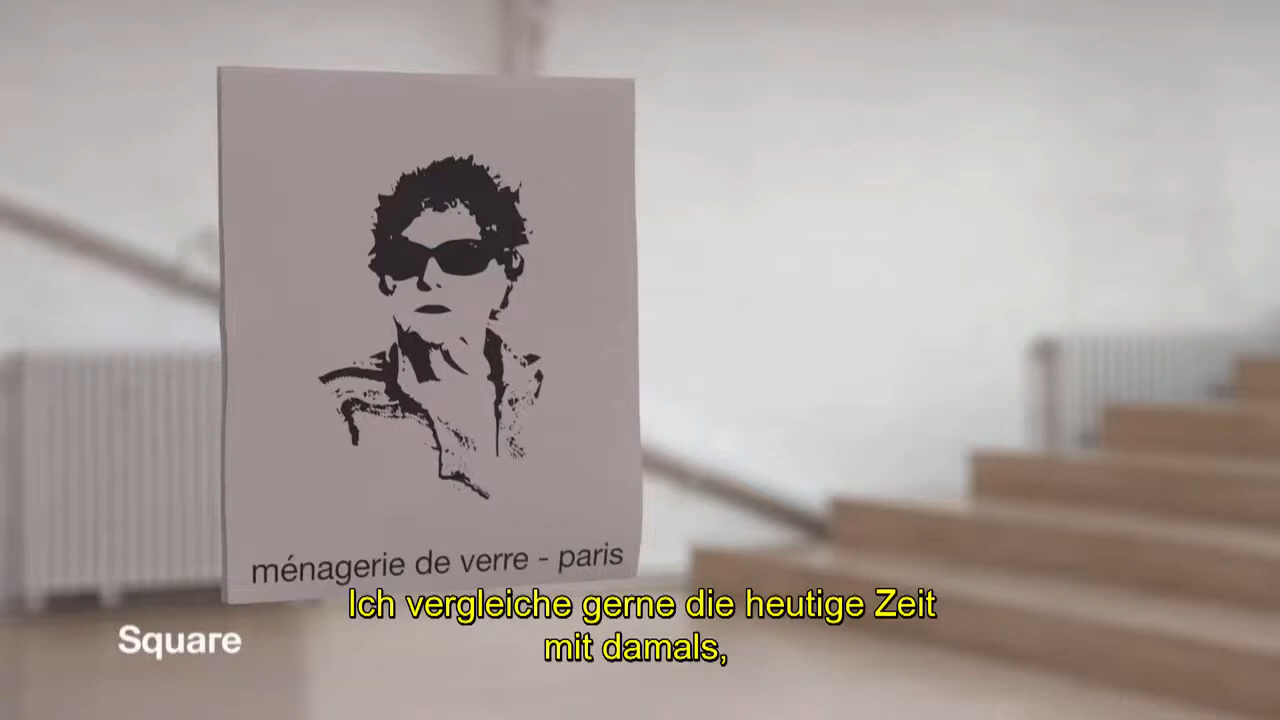 ménagerie de verre - paris
Ich vergleiche gerne die heutige Zeit
mit damals,
Square